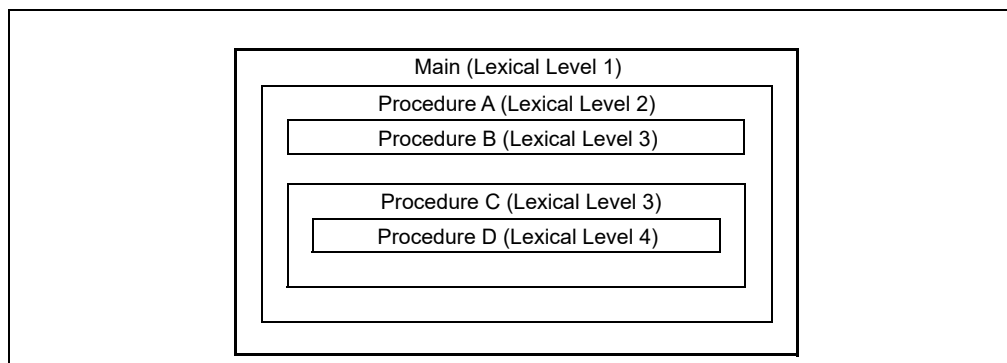 Main (Lexical Level 1)
Procedure A (Lexical Level 2)
Procedure B (Lexical Level 3)
Procedure C (Lexical Level 3)
Procedure D (Lexical Level 4)